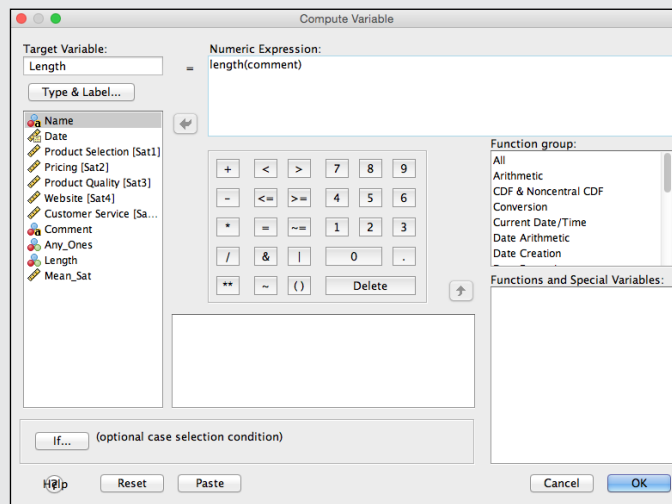 Compute Variable
Target Variable:
Length
Type & Label...
=
Numeric Expression:
length(comment)
Name
Date
Product Selection [Sat1]
Pricing [Sat2]
Product Quality [Sat3]
Website [Sat4]
Customer Service [Sa...
Comment
Any_Ones
Length
Mean_Sat
+ < > 7 8 9
- <= >= 4 5 6
* = ~= 1 2 3
/ & | 0 .
** ~ ( ) Delete
Function group:
All
Arithmetic
CDF & Noncentral CDF
Conversion
Current Date/Time
Date Arithmetic
Date Creation
Functions and Special Variables:
If... (optional case selection condition)
Help Reset Paste Cancel OK